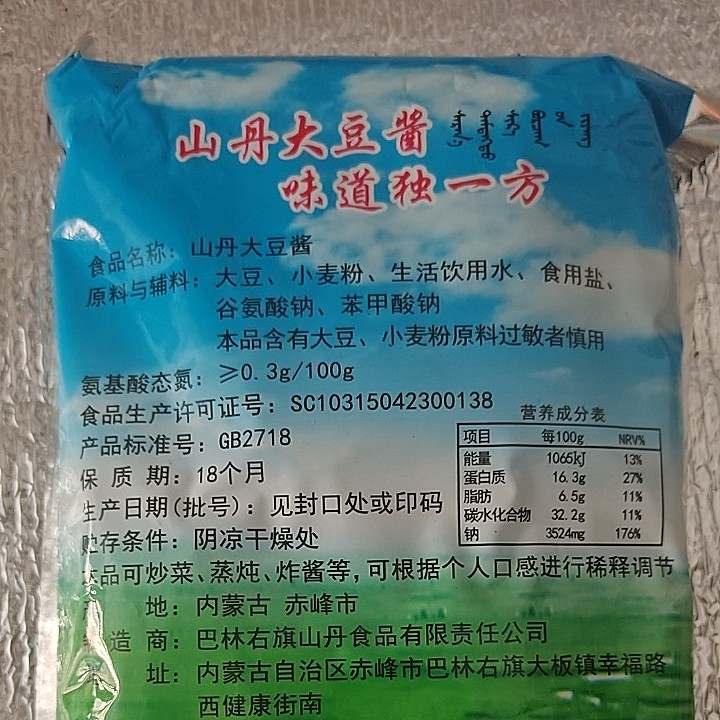 山丹大豆酱
味道独一方
食品名称：山丹大豆酱
原料与辅料：大豆、小麦粉、生活饮用水、食用盐、
谷氨酸钠、苯甲酸钠
本品含有大豆、小麦粉原料过敏者慎用
氨基酸态氮：≥0.3g/100g
食品生产许可证号：SC10315042300138
产品标准号：GB2718
保 质 期：18个月
生产日期(批号)：见封口处或印码
贮存条件：阴凉干燥处
营养成分表
项目 每100g NRV%
能量 1065kJ 13%
蛋白质 16.3g 27%
脂肪 6.5g 11%
碳水化合物 32.2g 11%
钠 3524mg 176%
本品可炒菜、蒸炖、炸酱等,可根据个人口感进行稀释调节
地：内蒙古 赤峰市
造 商：巴林右旗山丹食品有限责任公司
址：内蒙古自治区赤峰市巴林右旗大板镇幸福路
西健康街南